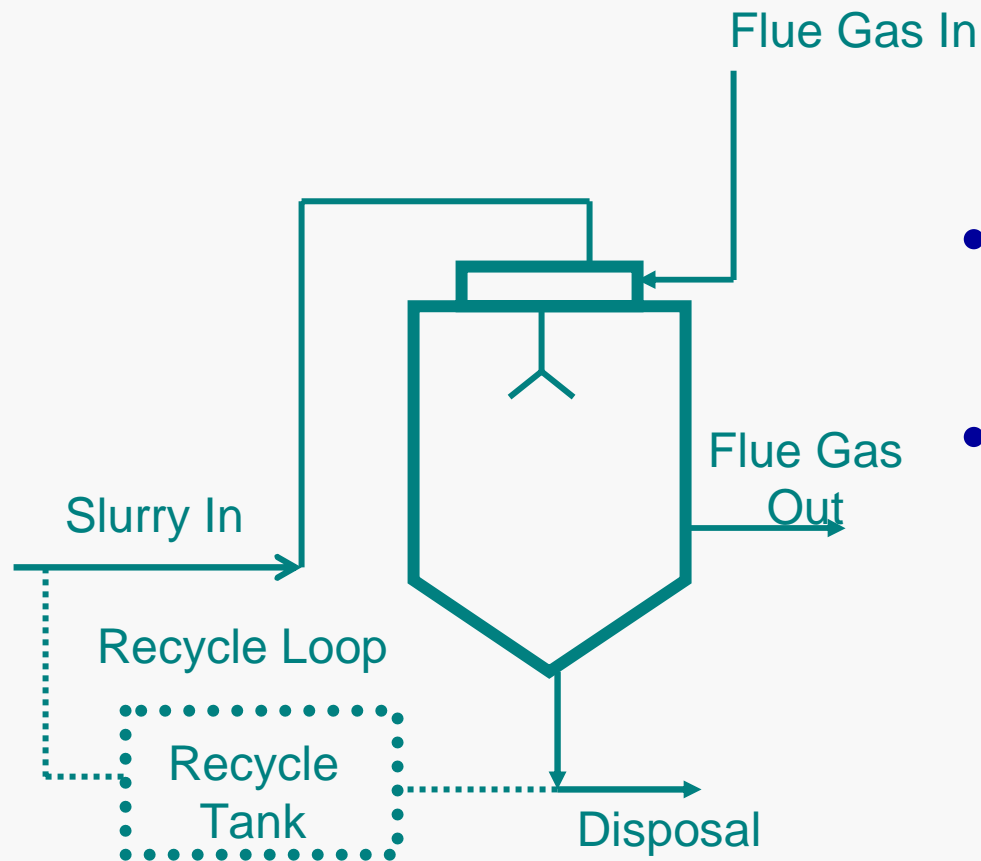 Flue Gas In
Flue Gas
Out
Slurry In
Recycle Loop
Recycle
Tank
Disposal